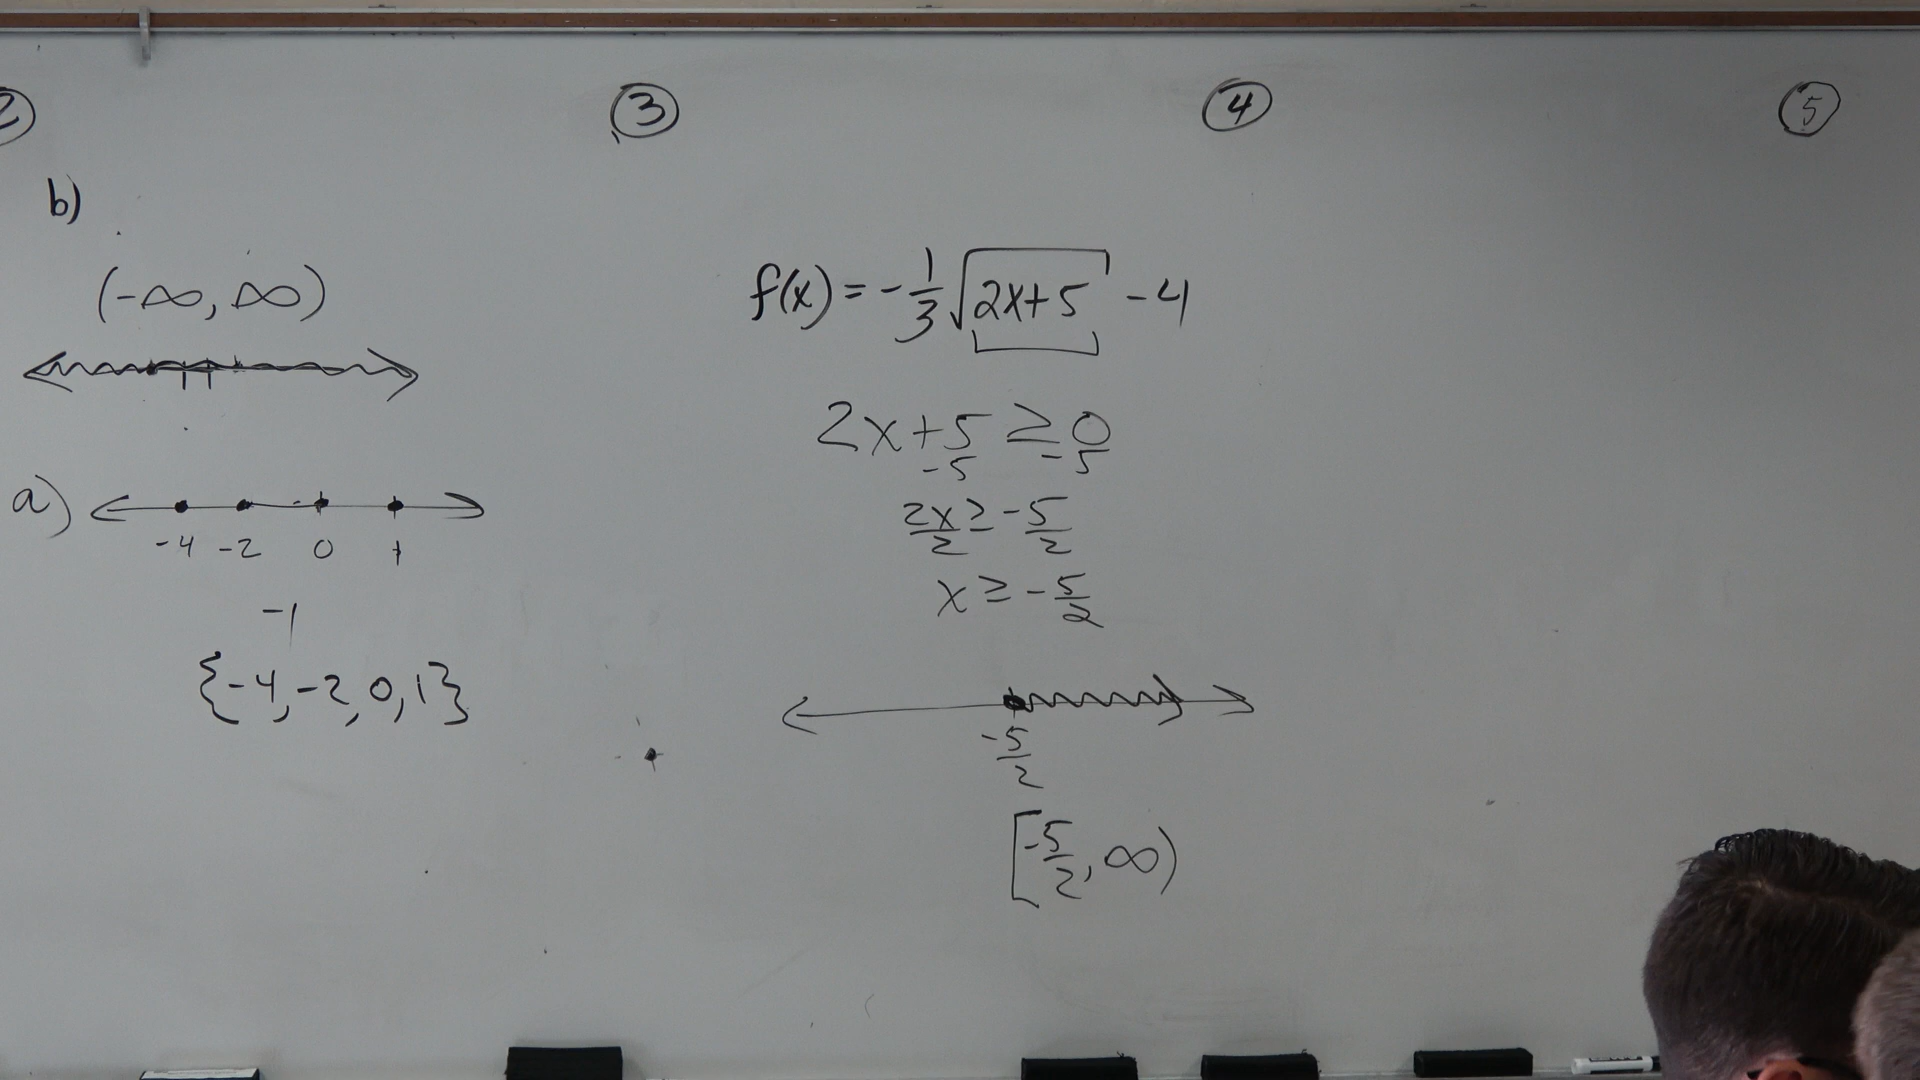 2
3
4
5
b)
(-∞, ∞)
a)
-4 -2 0 1
-1
{-4, -2, 0, 1}
f(x) = -1/3 √2x+5 - 4
2x+5 ≥ 0
-5 -5
2x/2 ≥ -5/2
x ≥ -5/2
-5/2
[-5/2, ∞)